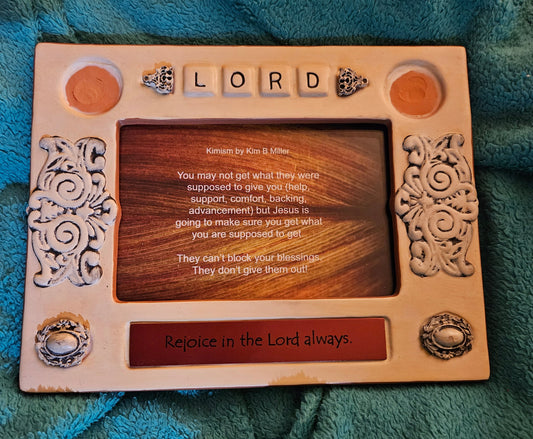 LORD
Kimism by Kim B Miller
You may not get what they were
supposed to give you (help,
support, comfort, backing,
advancement) but Jesus is
going to make sure you get what
you are supposed to get.
They can't block your blessings.
They don't give them out!
Rejoice in the Lord always.